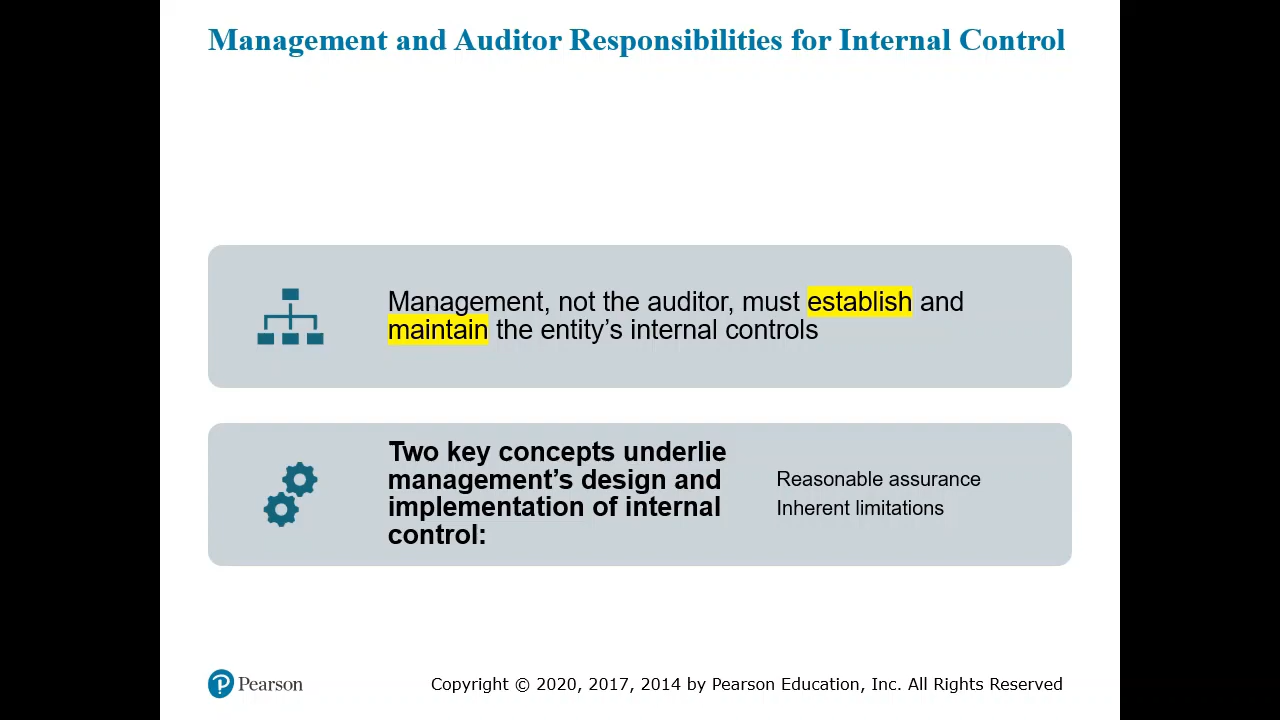 Management and Auditor Responsibilities for Internal Control
Management, not the auditor, must establish and
maintain the entity’s internal controls
Two key concepts underlie
management’s design and
implementation of internal
control:
Reasonable assurance
Inherent limitations
Pearson
Copyright © 2020, 2017, 2014 by Pearson Education, Inc. All Rights Reserved